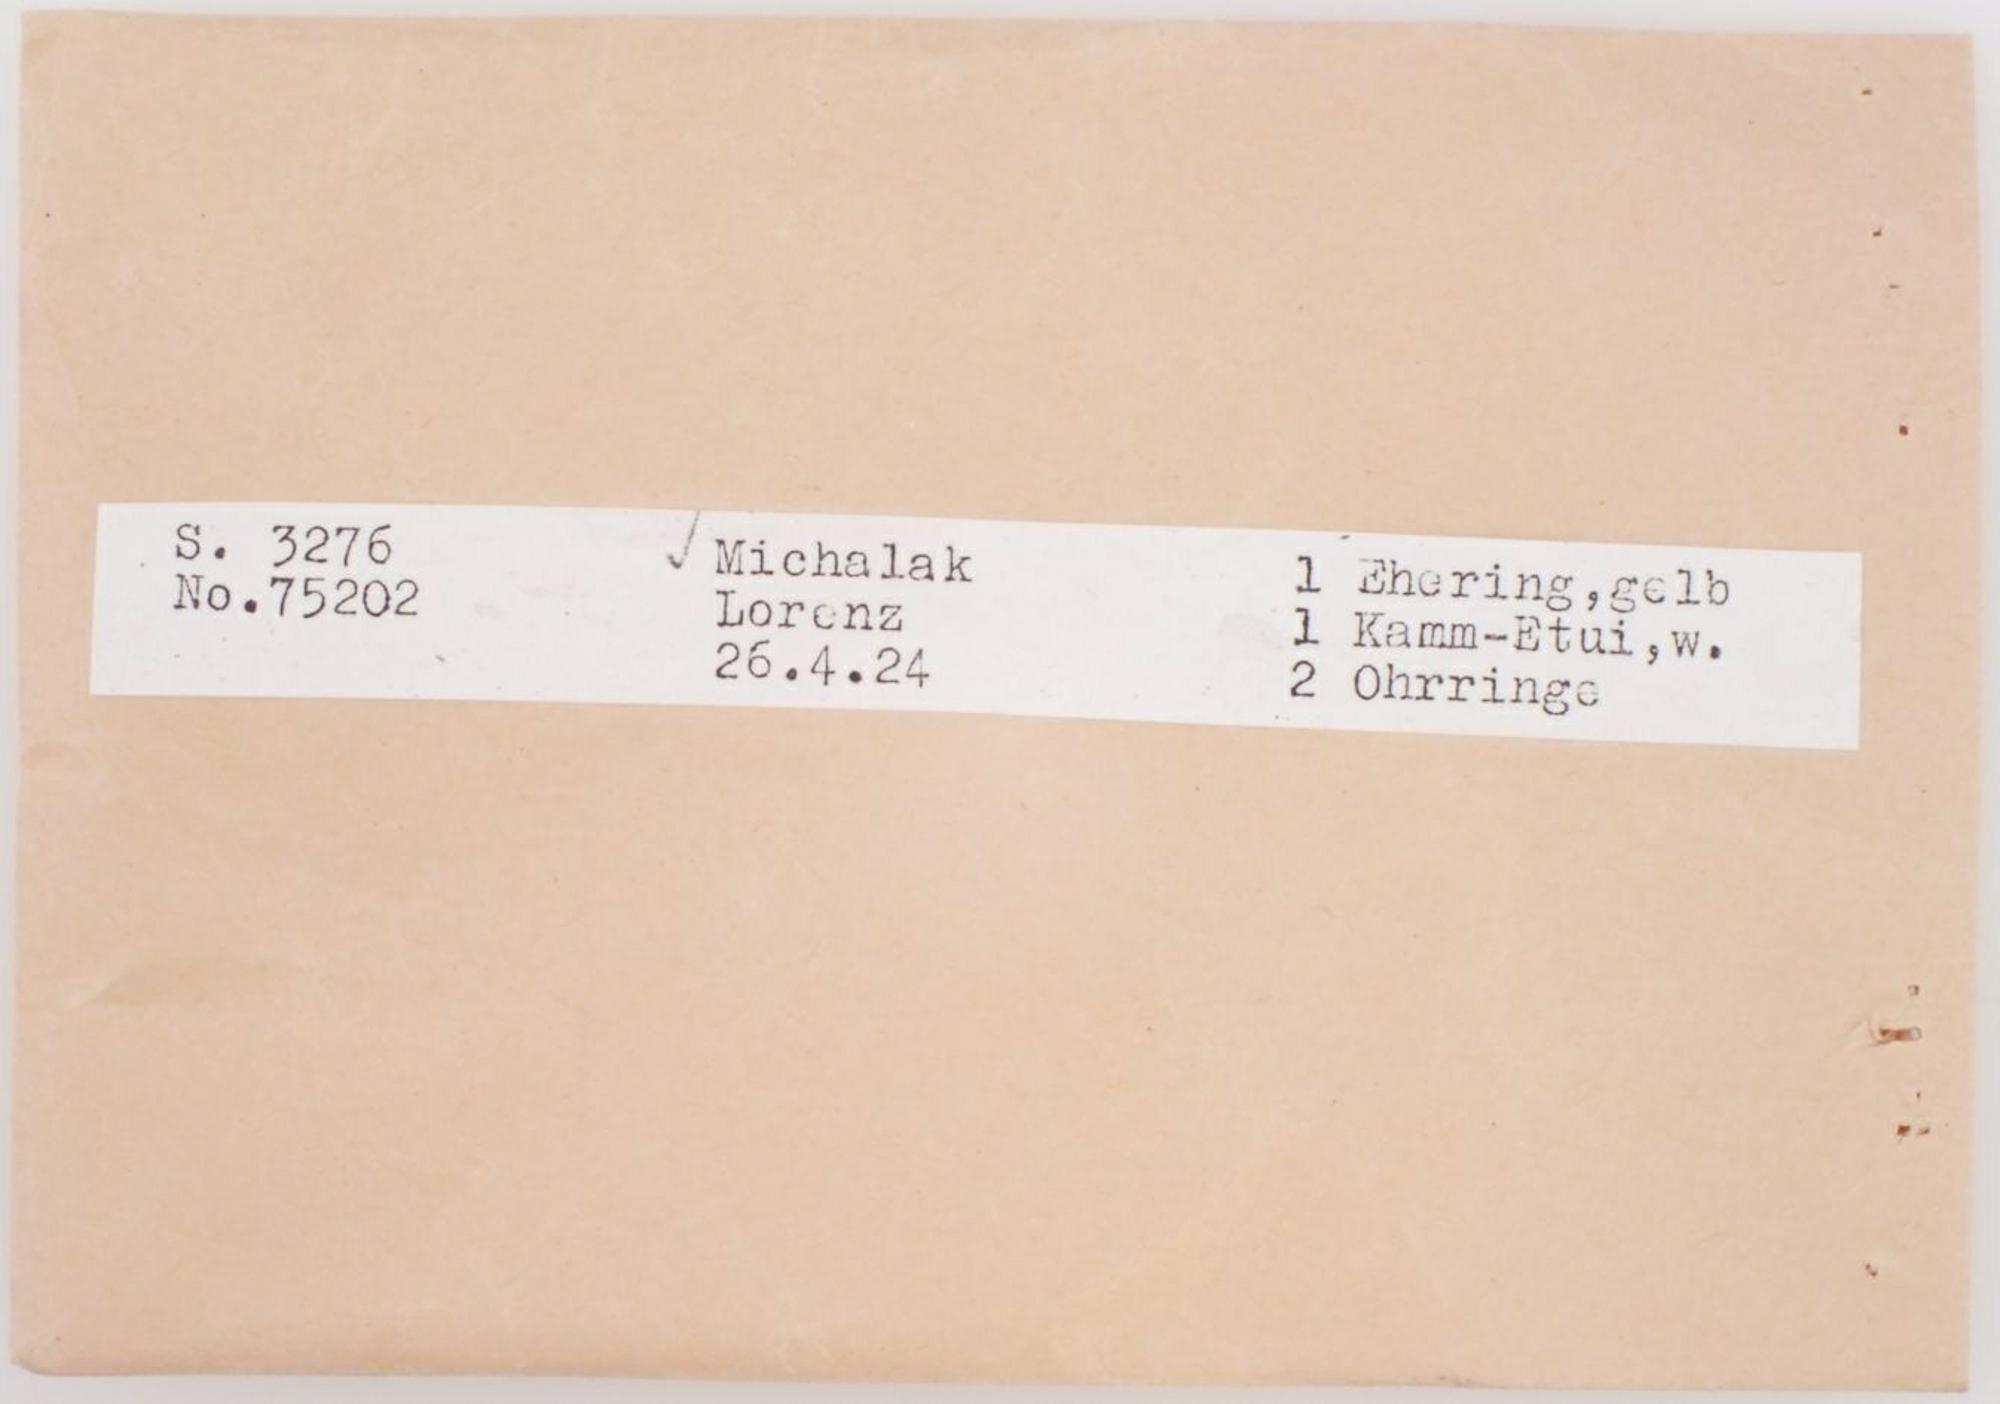 S. 3276
No.75202
✓ Michalak
Lorenz
26.4.24
1 Ehering,gelb
1 Kamm-Etui,w.
2 Ohrringe